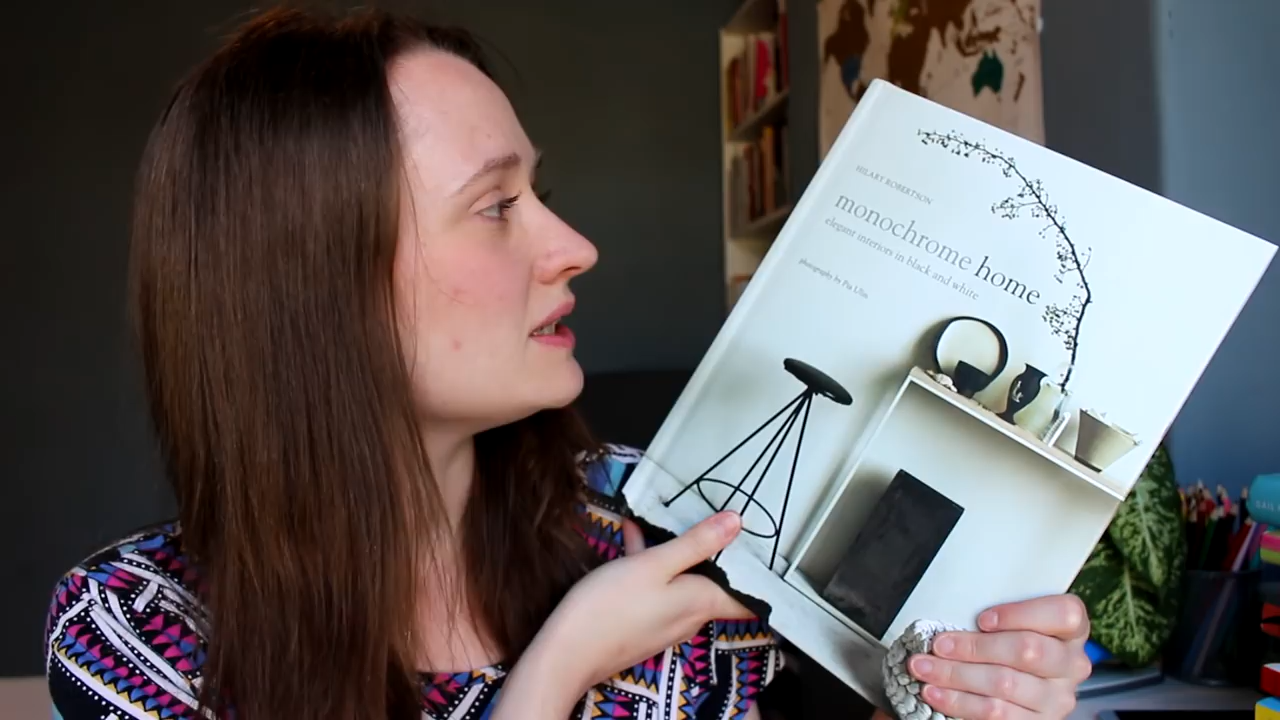 HILARY ROBERTSON
monochrome home
elegant interiors in black and white
photography by Pia Ulin